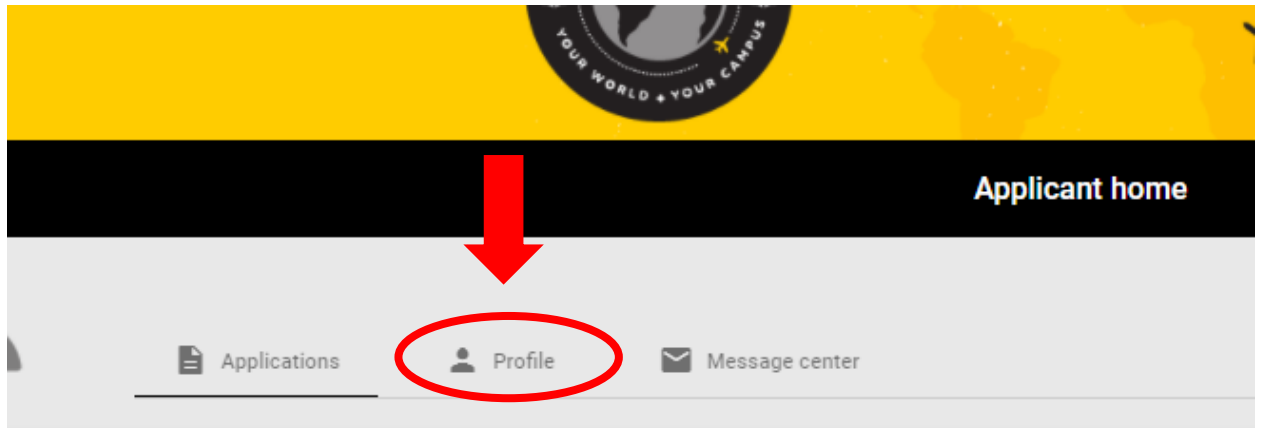 YOUR WORLD + YOUR CAMPUS
Applicant home
Applications
Profile
Message center